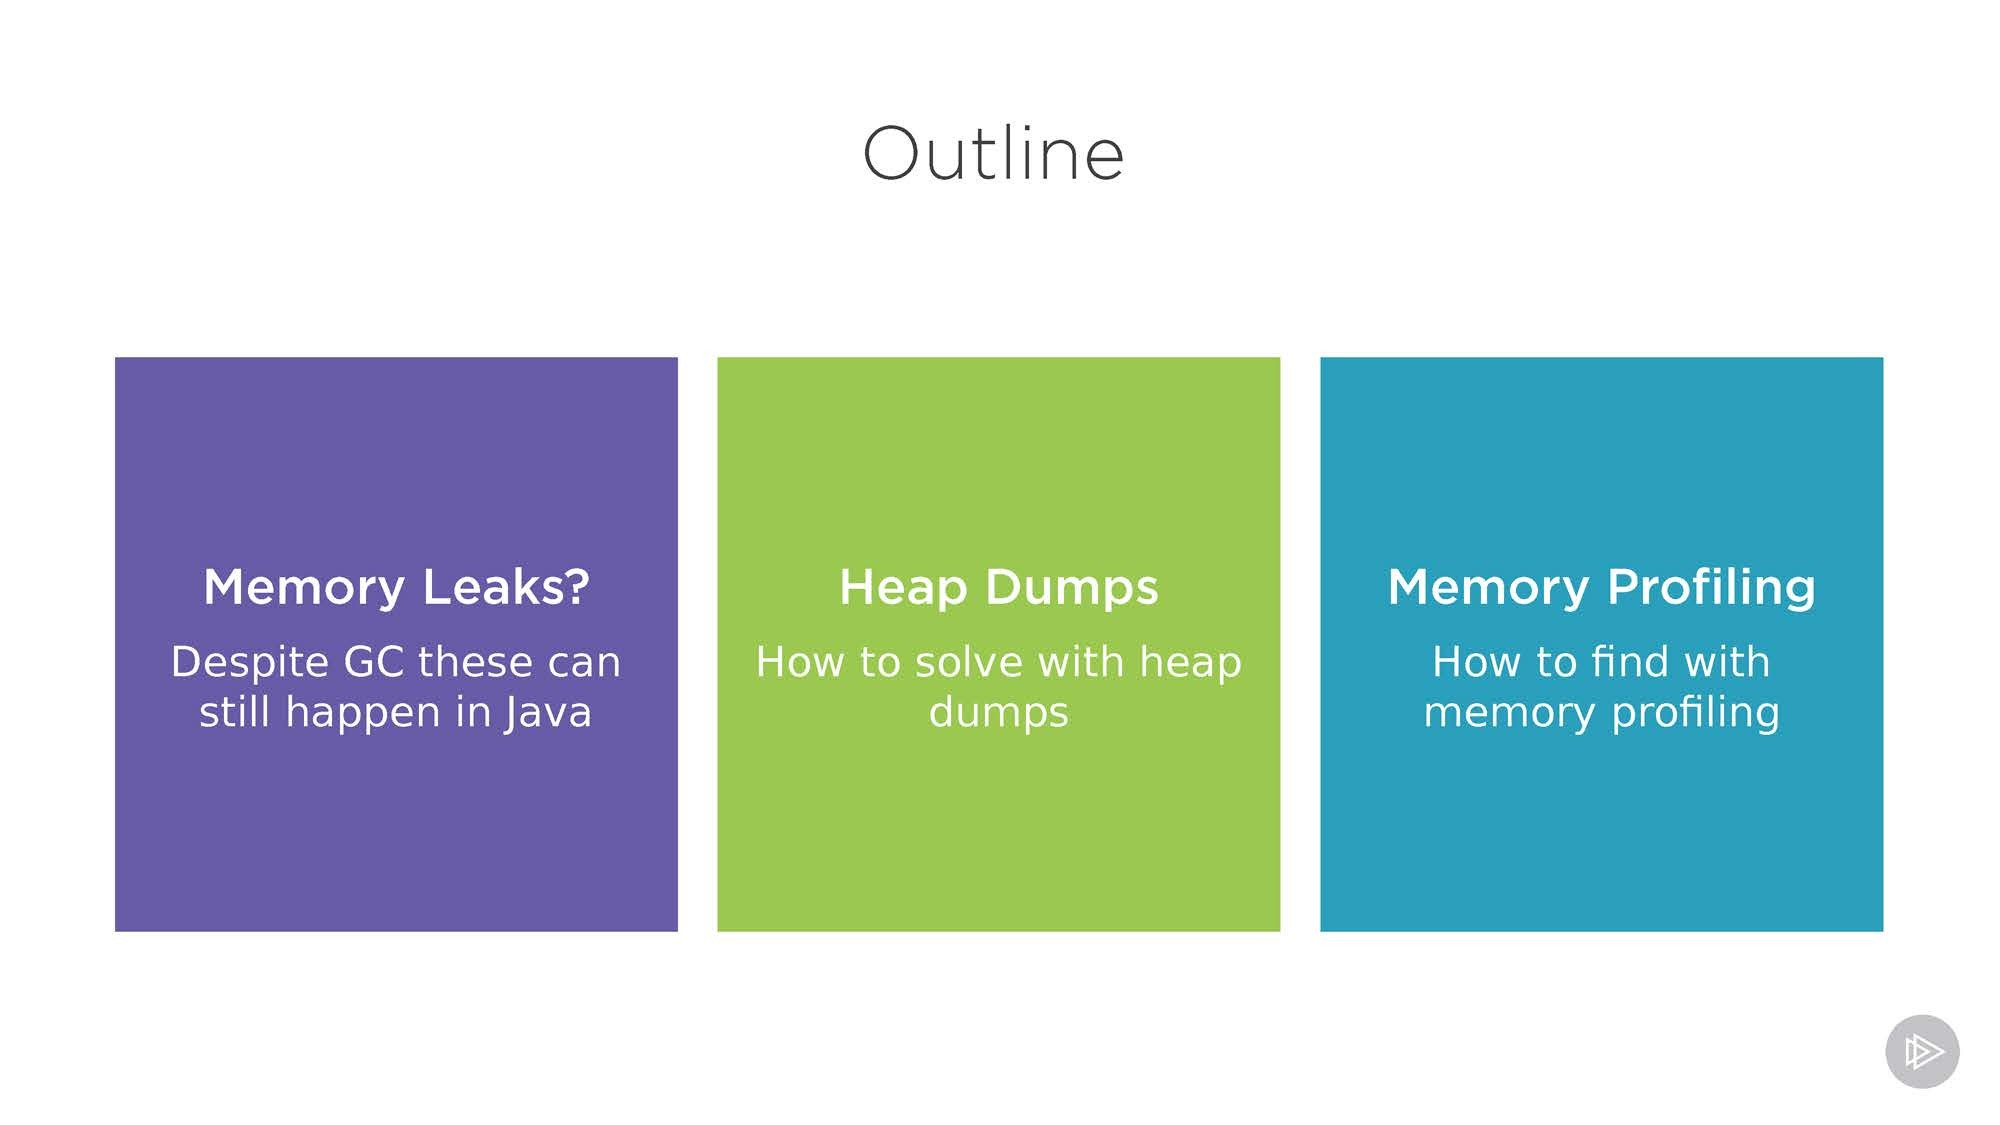 Outline
Memory Leaks?
Despite GC these can
still happen in Java
Heap Dumps
How to solve with heap
dumps
Memory Profiling
How to find with
memory profiling